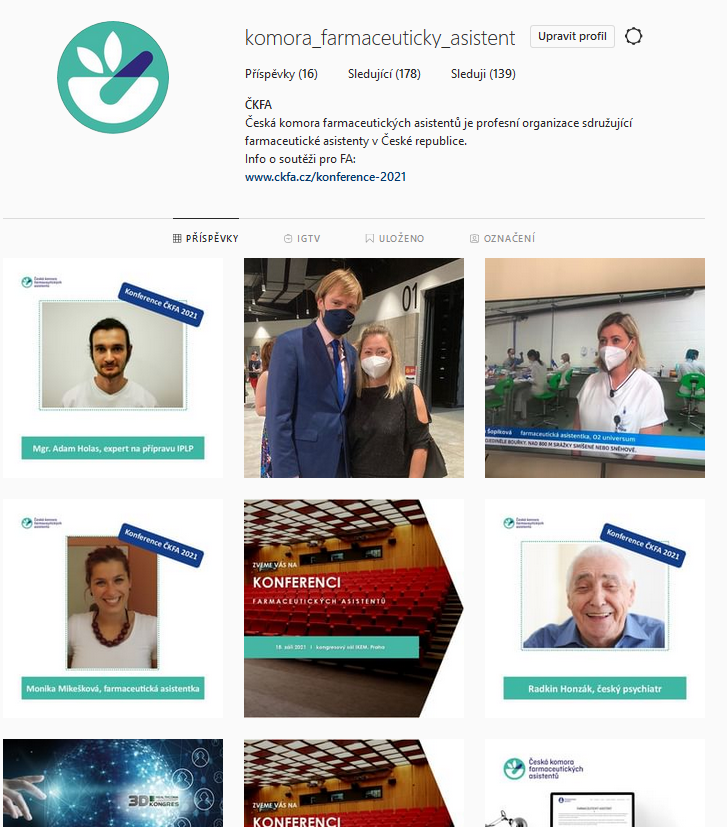 komora_farmaceuticky_asistent Upravit profil
Příspěvky (16) Sledující (178) Sleduji (139)
ČKFA
Česká komora farmaceutických asistentů je profesní organizace sdružující
farmaceutické asistenty v České republice.
Info o soutěži pro FA:
www.ckfa.cz/konference-2021
PŘÍSPĚVKY IGTV ULOŽENO OZNAČENÍ
Česká komora
farmaceutických
asistentů
Konference ČKFA 2021
Mgr. Adam Holas, expert na přípravu IPLP
01
Šopíková farmaceutická asistentka, O2 universum
OJEDINĚLE BOUŘKY. NAD 800 M SRÁŽKY SMÍŠENÉ NEBO SNĚHOVÉ.
Česká komora
farmaceutických
asistentů
Konference ČKFA 2021
Monika Mikešková, farmaceutická asistentka
ZVEME VÁS NA
KONFERENCI
FARMACEUTICKÝCH ASISTENTŮ
18. září 2021 | kongresový sál IKEM, Praha
Česká komora
farmaceutických
asistentů
Konference ČKFA 2021
Radkin Honzák, český psychiatr
3D
KONGRES
ZVEME VÁS NA
KONFERENCI
Česká komora
farmaceutických
asistentů